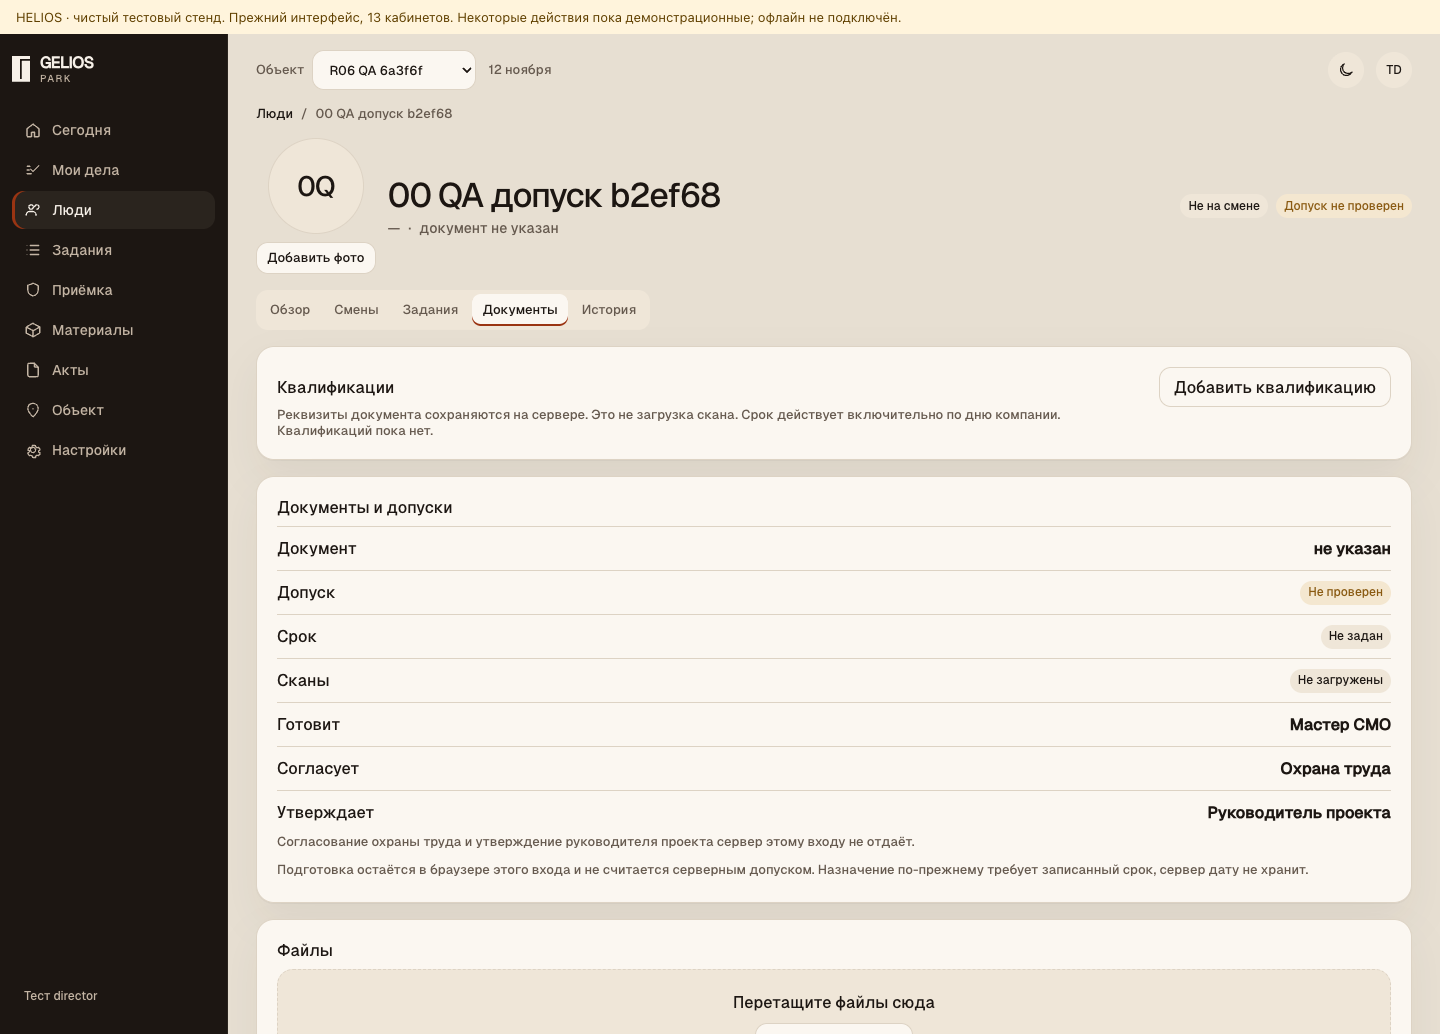 HELIOS · чистый тестовый стенд. Прежний интерфейс, 13 кабинетов. Некоторые действия пока демонстрационные; офлайн не подключён.
GELIOS
PARK
Сегодня
Мои дела
Люди
Задания
Приёмка
Материалы
Акты
Объект
Настройки
Тест director
Объект R06 QA 6a3f6f 12 ноября
TD
Люди / 00 QA допуск b2ef68
0Q
00 QA допуск b2ef68
— · документ не указан
Не на смене Допуск не проверен
Добавить фото
Обзор Смены Задания Документы История
Квалификации
Добавить квалификацию
Реквизиты документа сохраняются на сервере. Это не загрузка скана. Срок действует включительно по дню компании.
Квалификаций пока нет.
Документы и допуски
Документ не указан
Допуск Не проверен
Срок Не задан
Сканы Не загружены
Готовит Мастер СМО
Согласует Охрана труда
Утверждает Руководитель проекта
Согласование охраны труда и утверждение руководителя проекта сервер этому входу не отдаёт.
Подготовка остаётся в браузере этого входа и не считается серверным допуском. Назначение по-прежнему требует записанный срок, сервер дату не хранит.
Файлы
Перетащите файлы сюда